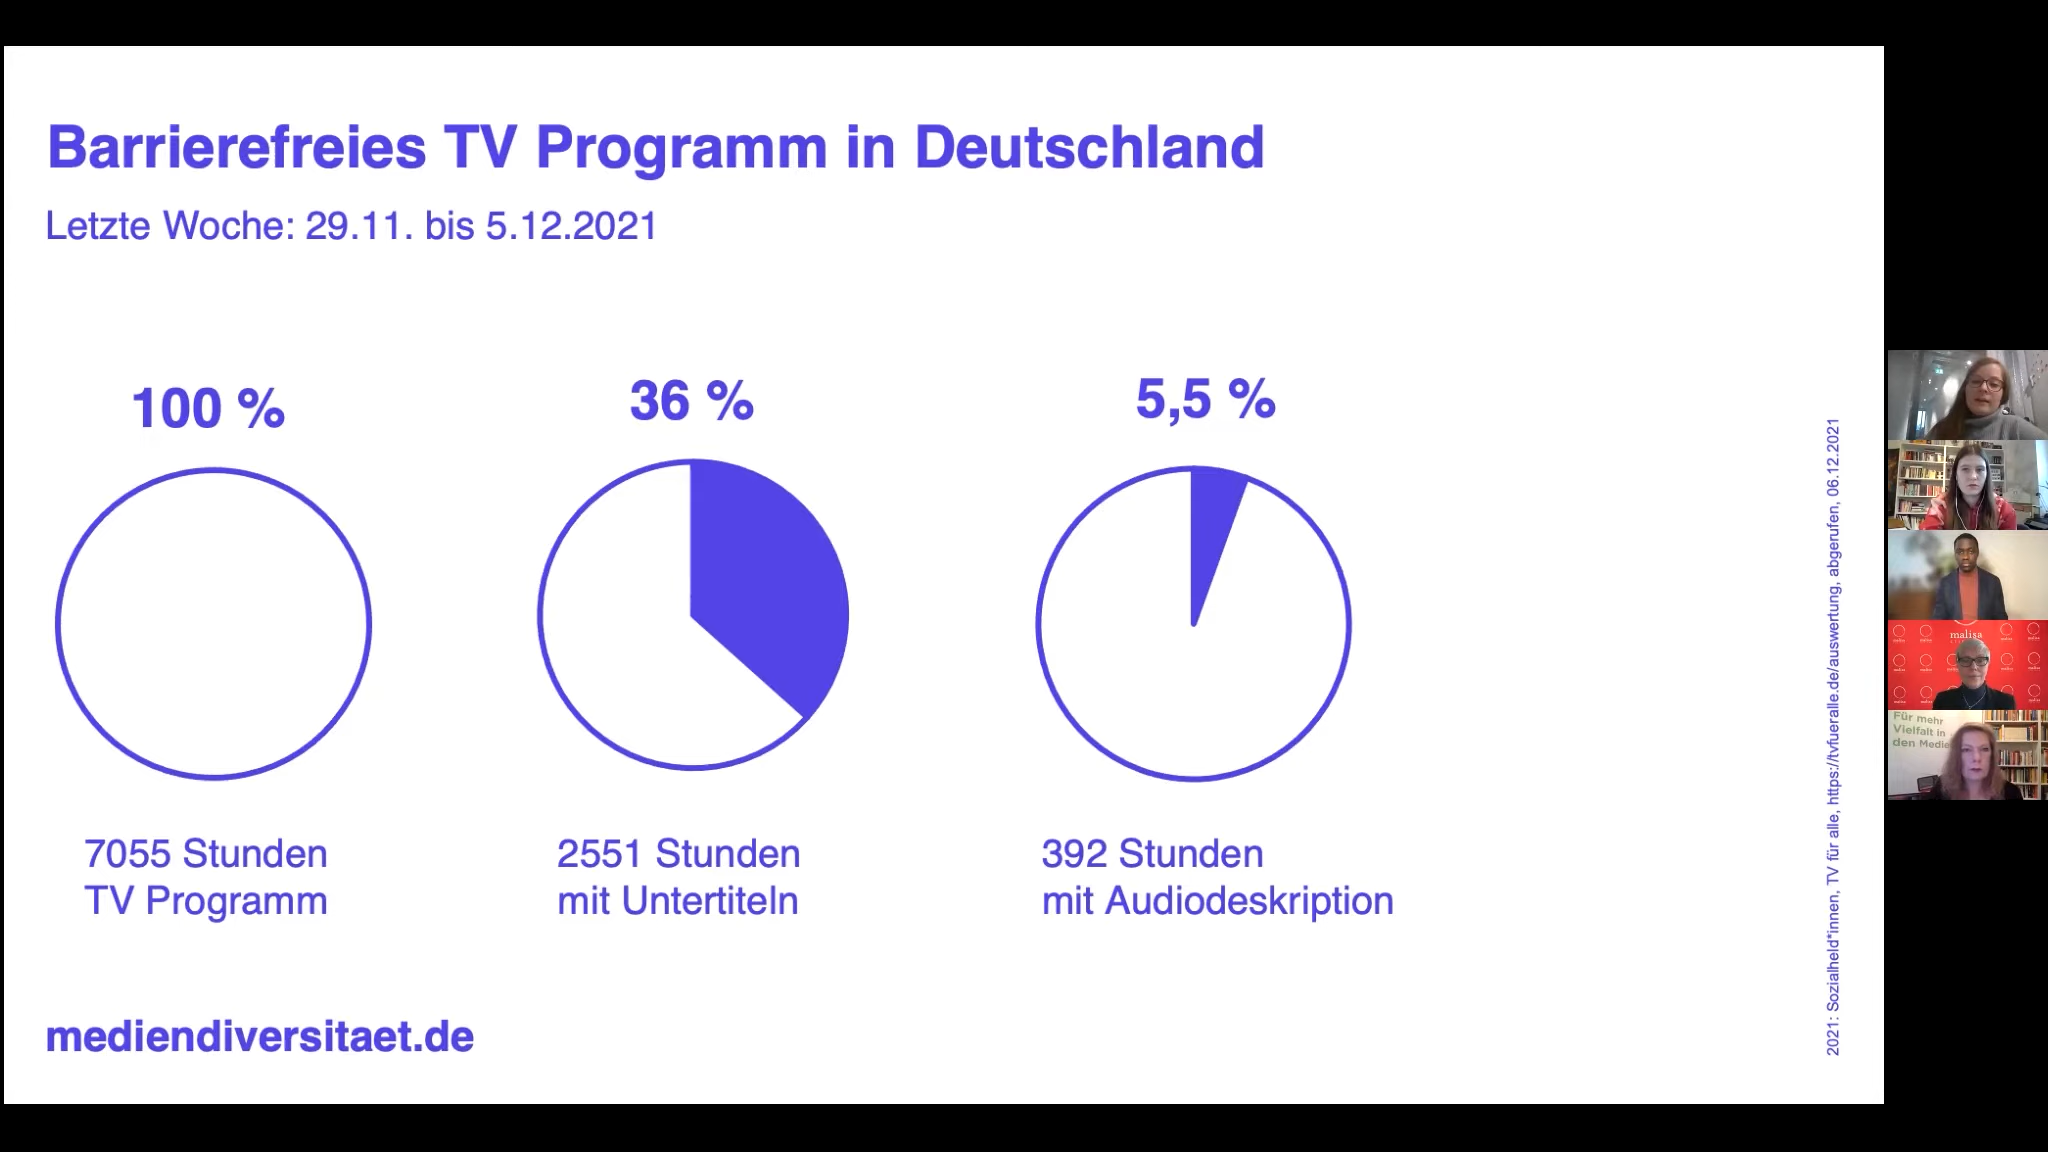 Barrierefreies TV Programm in Deutschland
Letzte Woche: 29.11. bis 5.12.2021
100 %
36 %
5,5 %
7055 Stunden
TV Programm
2551 Stunden
mit Untertiteln
392 Stunden
mit Audiodeskription
mediendiversitaet.de
2021: Sozialheld*innen, TV für alle, https://tvfueralle.de/auswertung, abgerufen, 06.12.2021
malisa
Für mehr
Vielfalt in
den Medie